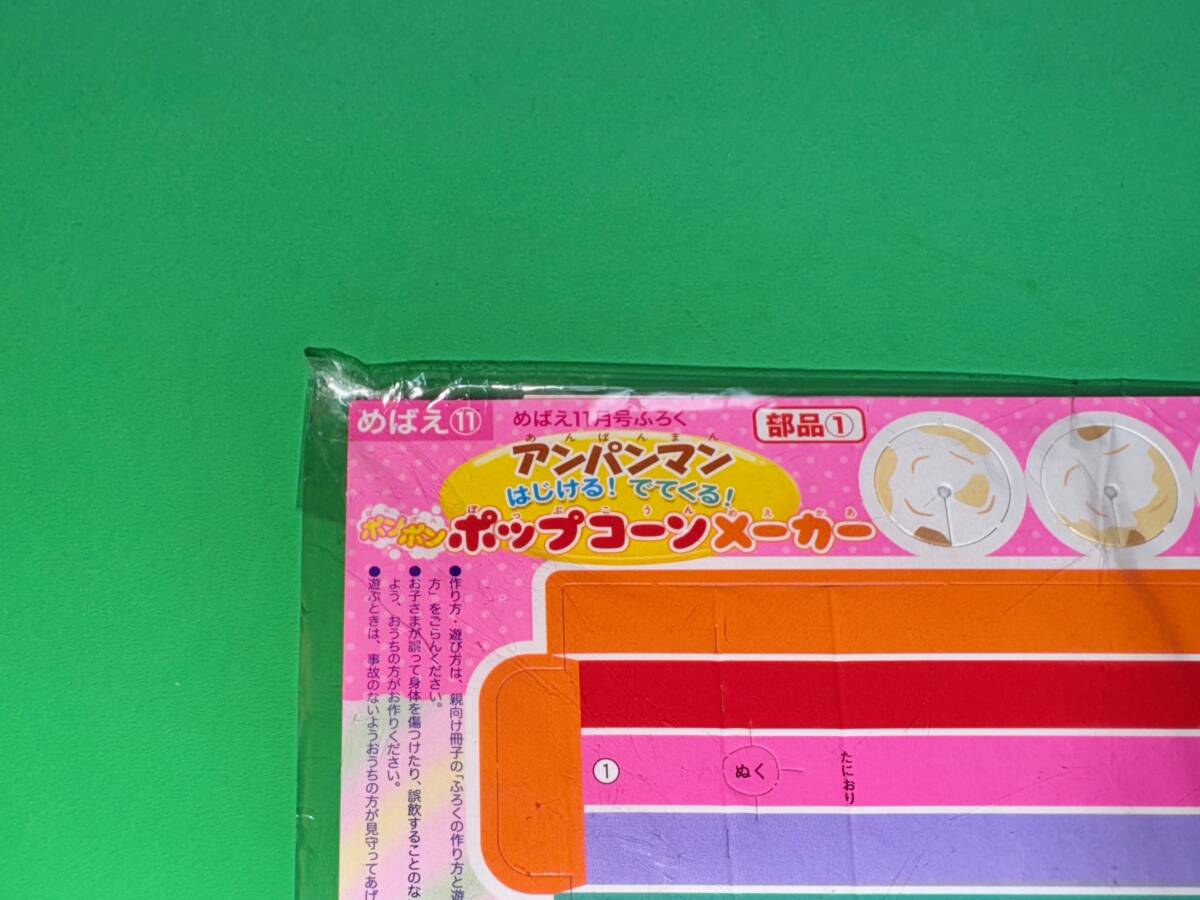 めばえ⑪
めばえ11月号ふろく
部品①
あんぱんまん
アンパンマン
はじける!でてくる!
ぽっぷこうんめえかあ
ポンポン ポップコーンメーカー
●作り方・遊び方は、親向け冊子の「ふろくの作り方と遊
方」をごらんください。
●お子さまが誤って身体を傷つけたり、誤飲することのな
よう、おうちの方がお作りください。
●遊ぶときは、事故のないようおうちの方が見守ってあげ
①
ぬく
たにおり